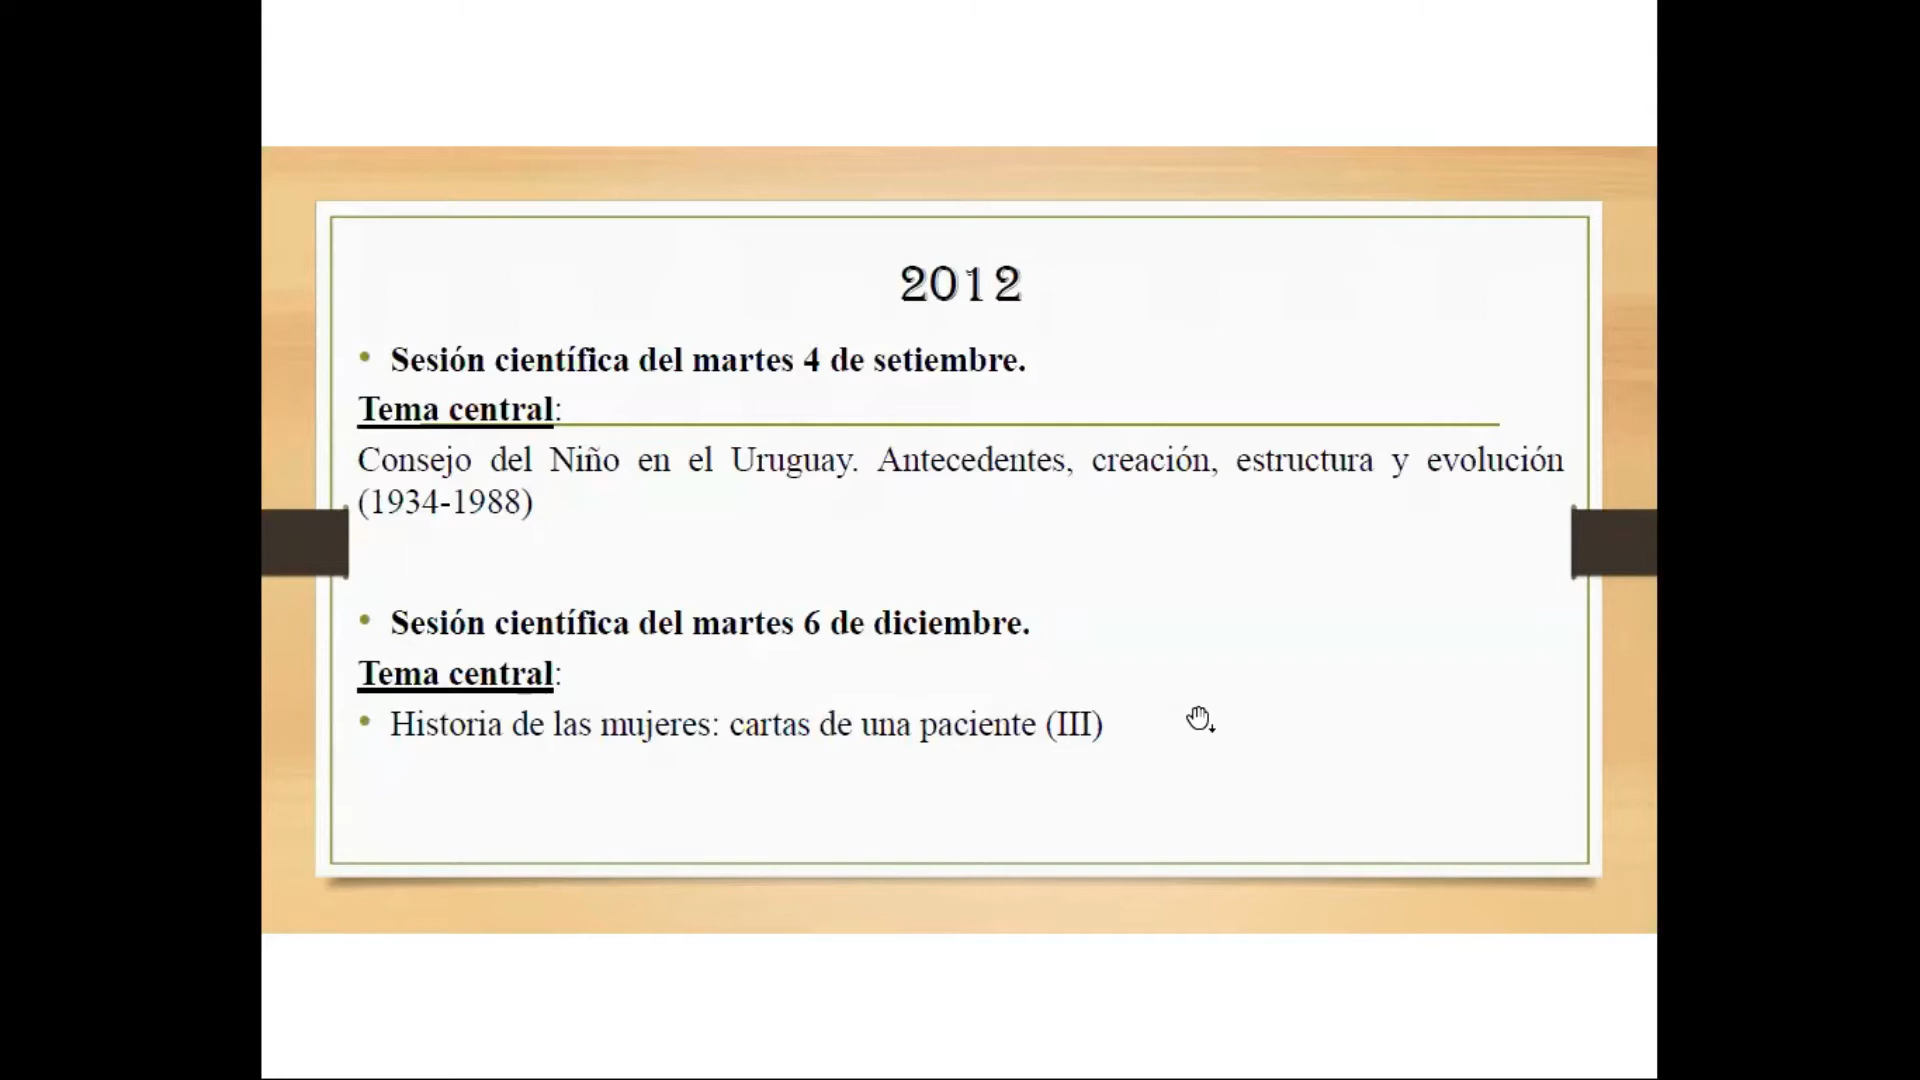 2012
• Sesión científica del martes 4 de setiembre.
Tema central:
Consejo del Niño en el Uruguay. Antecedentes, creación, estructura y evolución
(1934-1988)
• Sesión científica del martes 6 de diciembre.
Tema central:
• Historia de las mujeres: cartas de una paciente (III)